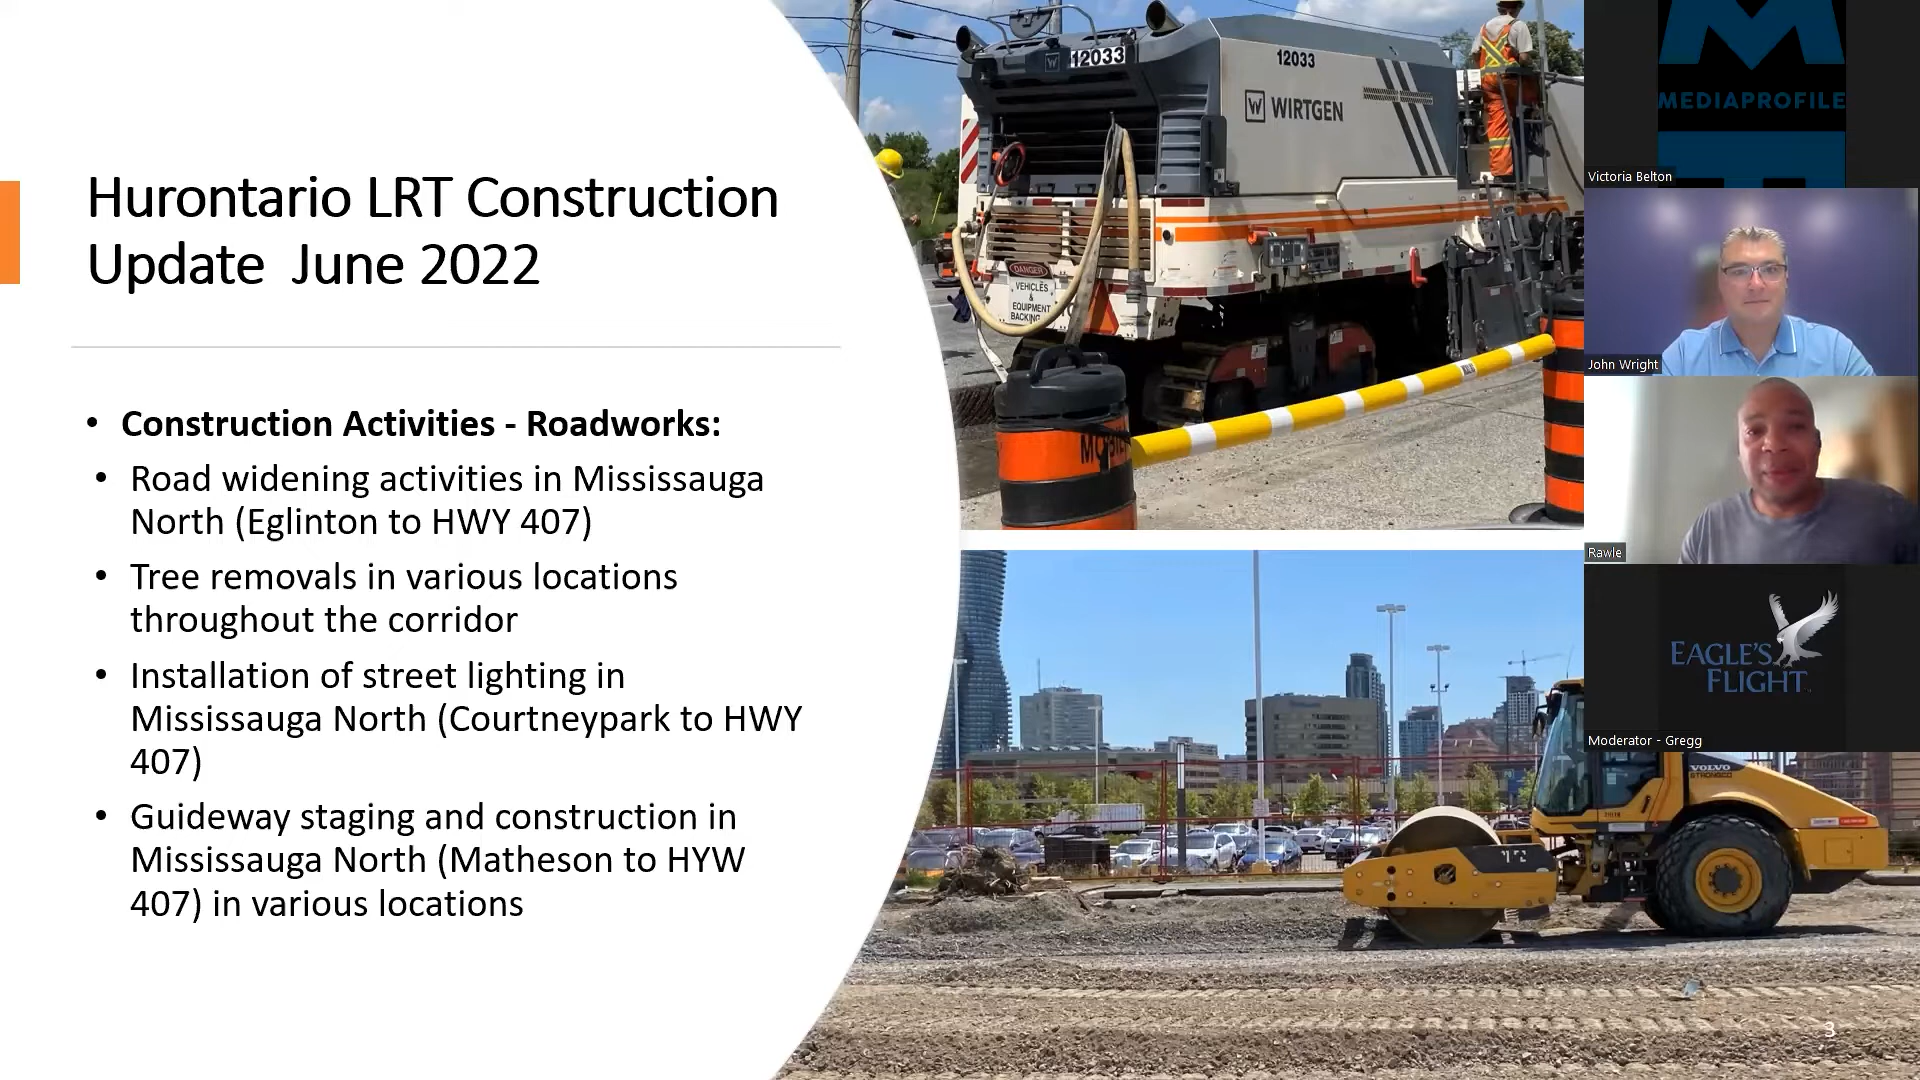 Hurontario LRT Construction
Update  June 2022
• Construction Activities - Roadworks:
• Road widening activities in Mississauga
North (Eglinton to HWY 407)
• Tree removals in various locations
throughout the corridor
• Installation of street lighting in
Mississauga North (Courtneypark to HWY
407)
• Guideway staging and construction in
Mississauga North (Matheson to HYW
407) in various locations
12033
12033
WIRTGEN
DANGER
VEHICLES
&
EQUIPMENT
BACKING
VOLVO
3
MEDIAPROFILE
Victoria Belton
John Wright
Rawle
EAGLE'S
FLIGHT
Moderator - Gregg